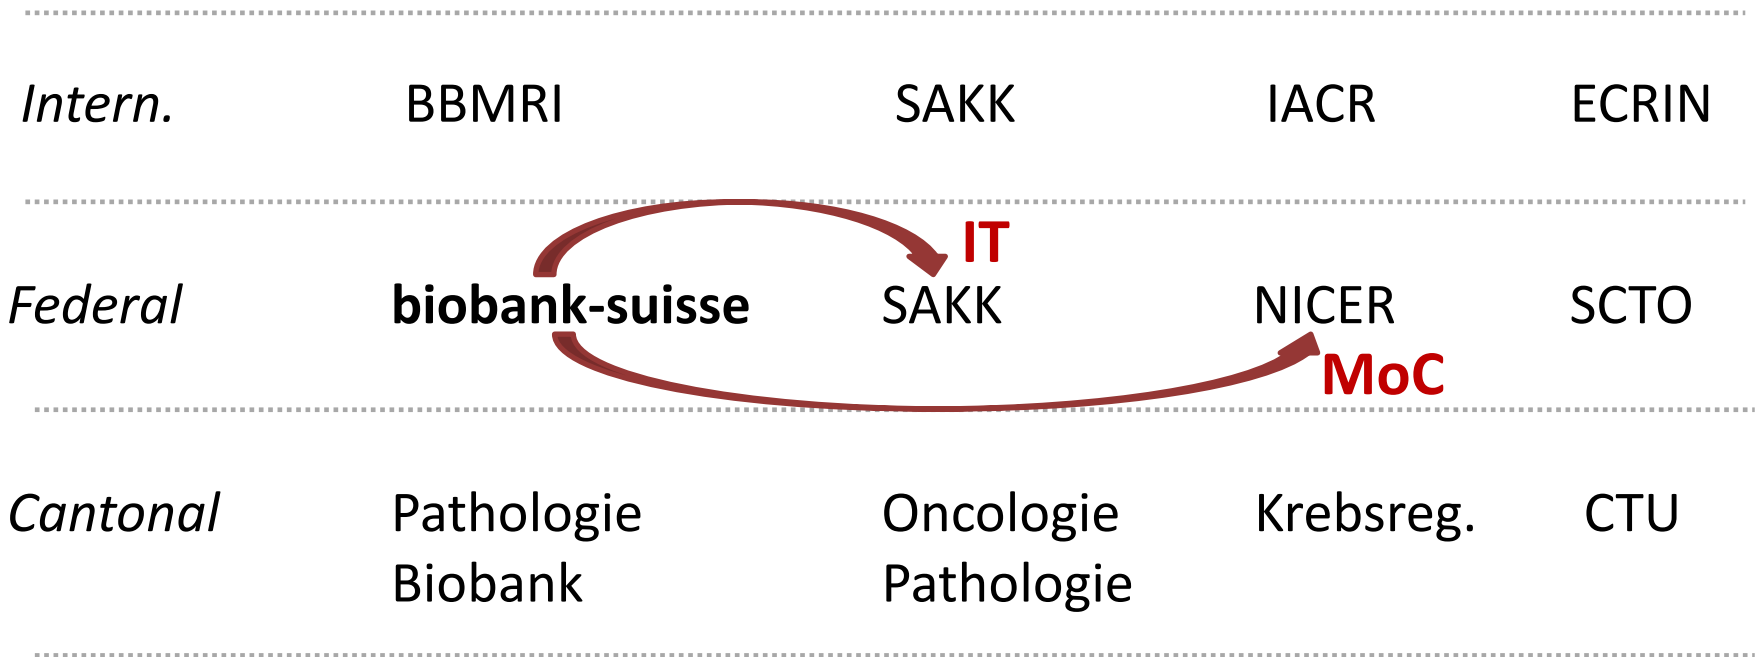 Intern. BBMRI SAKK IACR ECRIN
IT
Federal biobank-suisse SAKK NICER SCTO
MoC
Cantonal Pathologie Oncologie Krebsreg. CTU
Biobank Pathologie